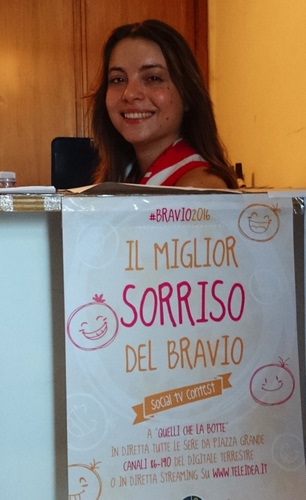 #BRAVIO2016
IL MIGLIOR
SORRISO
DEL BRAVIO
social tv contest
A "QUELLI CHE LA BOTTE"
IN DIRETTA TUTTE LE SERE DA PIAZZA GRANDE
CANALI 86-190 DEL DIGITALE TERRESTRE
O IN DIRETTA STREAMING SU WWW.TELEIDEA.IT